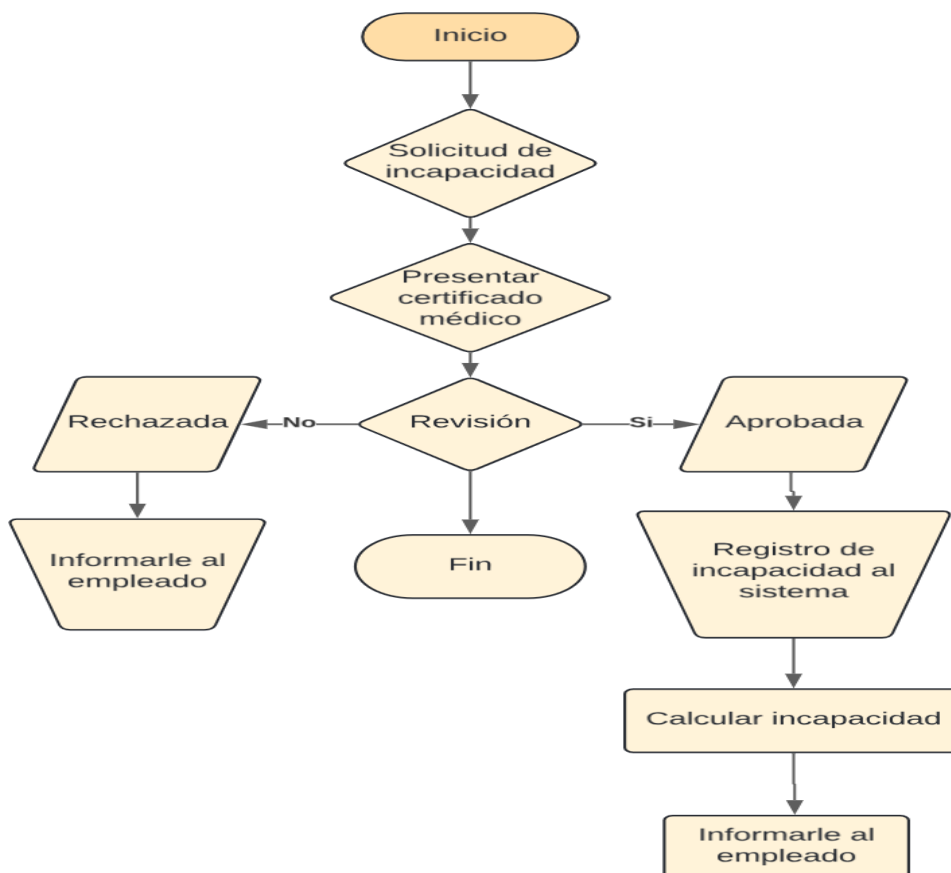 Inicio
Solicitud de
incapacidad
Presentar
certificado
médico
Rechazada
No
Revisión
Si
Aprobada
Informarle al
empleado
Fin
Registro de
incapacidad al
sistema
Calcular incapacidad
Informarle al
empleado